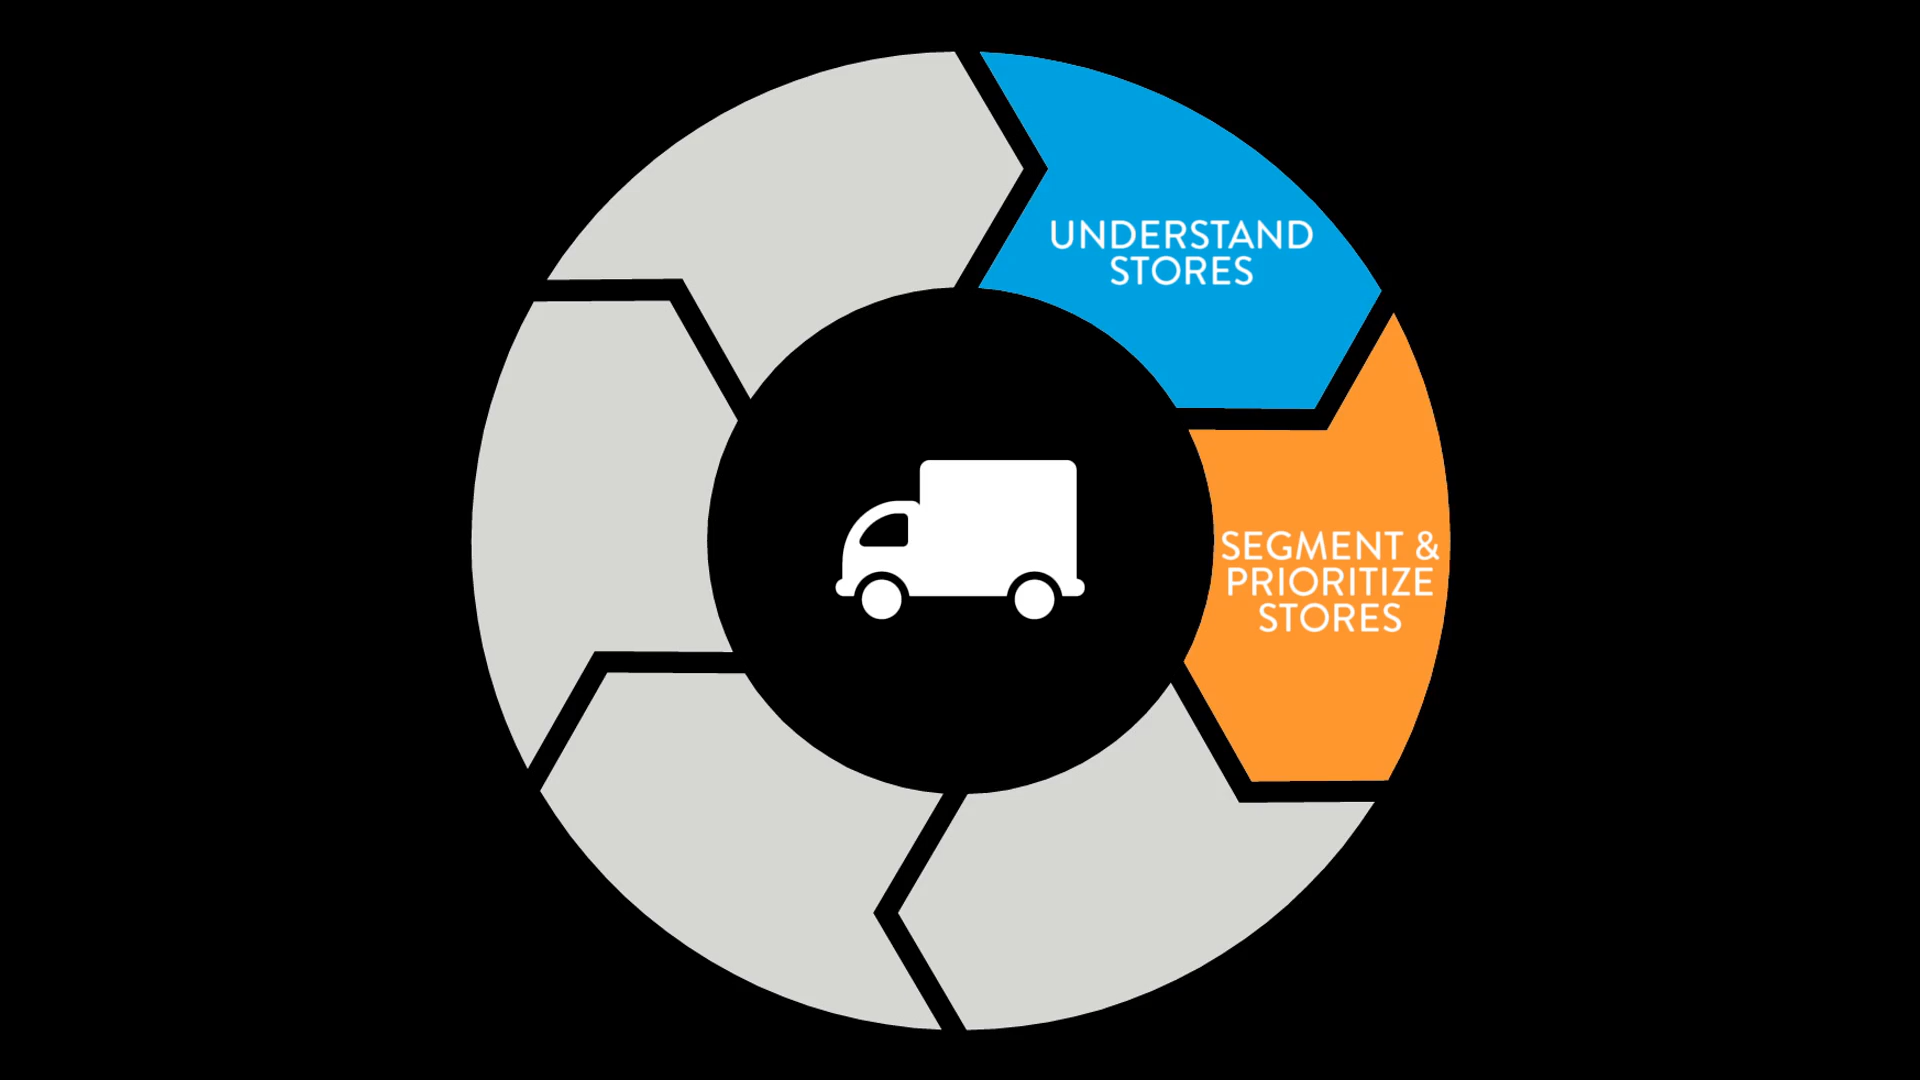 UNDERSTAND
STORES
SEGMENT &
PRIORITIZE
STORES